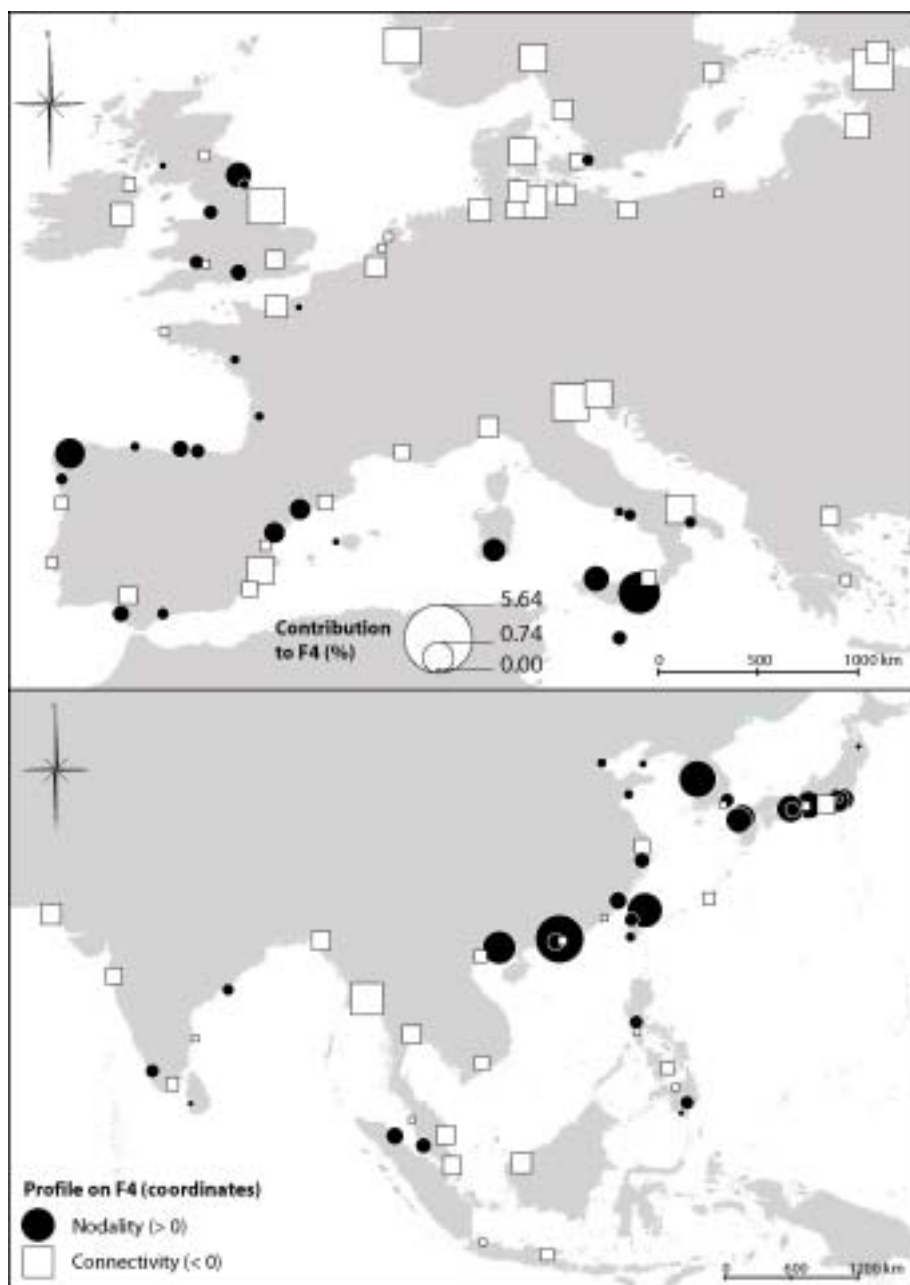 Contribution
to F4 (%)
5.64
0.74
0.00
0 500 1000 km
Profile on F4 (coordinates)
Nodality (> 0)
Connectivity (< 0)
0 600 1200 km